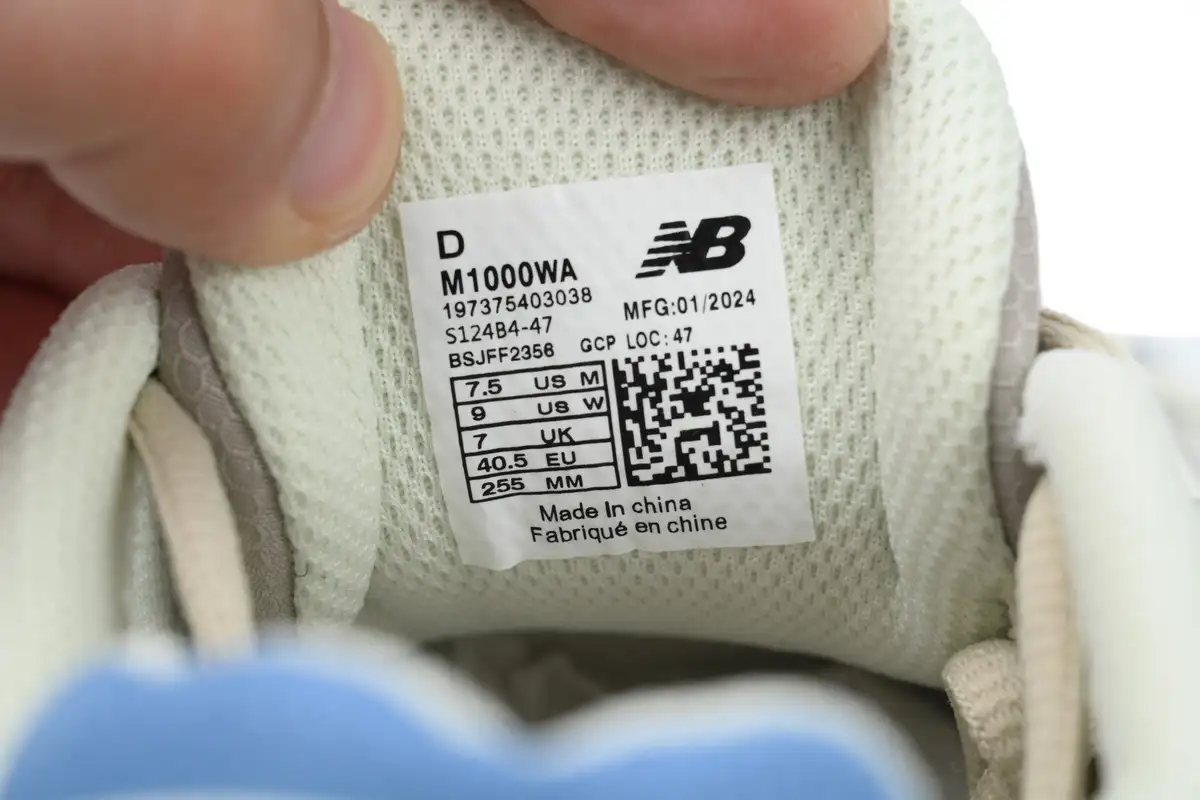 D
NB
M1000WA
197375403038
MFG:01/2024
S124B4-47
BSJFF2356 GCP LOC:47
7.5 US M
9 US W
7 UK
40.5 EU
255 MM
Made In china
Fabriqué en chine